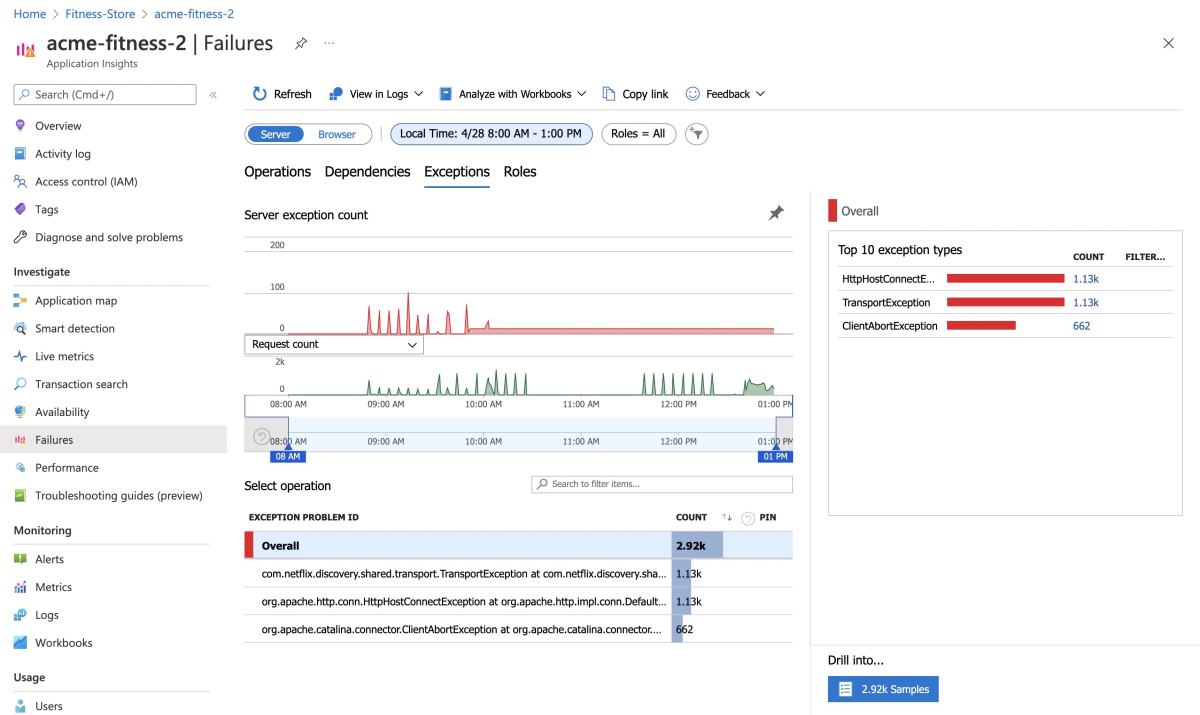 Home > Fitness-Store > acme-fitness-2
acme-fitness-2 | Failures ...
Application Insights
Search (Cmd+/) «
Overview
Activity log
Access control (IAM)
Tags
Diagnose and solve problems
Investigate
Application map
Smart detection
Live metrics
Transaction search
Availability
Failures
Performance
Troubleshooting guides (preview)
Monitoring
Alerts
Metrics
Logs
Workbooks
Usage
Users
Refresh View in Logs Analyze with Workbooks Copy link Feedback
Server Browser Local Time: 4/28 8:00 AM - 1:00 PM Roles = All
Operations Dependencies Exceptions Roles
Server exception count
200
100
0
Request count
2k
0
08:00 AM 09:00 AM 10:00 AM 11:00 AM 12:00 PM 01:00 PM
08:00 AM 09:00 AM 10:00 AM 11:00 AM 12:00 PM 01:00 PM
08 AM 01 PM
Select operation Search to filter items...
EXCEPTION PROBLEM ID COUNT PIN
Overall 2.92k
com.netflix.discovery.shared.transport.TransportException at com.netflix.discovery.sha... 1.13k
org.apache.http.conn.HttpHostConnectException at org.apache.http.impl.conn.Default... 1.13k
org.apache.catalina.connector.ClientAbortException at org.apache.catalina.connector.... 662
Overall
Top 10 exception types COUNT FILTER...
HttpHostConnectE... 1.13k
TransportException 1.13k
ClientAbortException 662
Drill into...
2.92k Samples